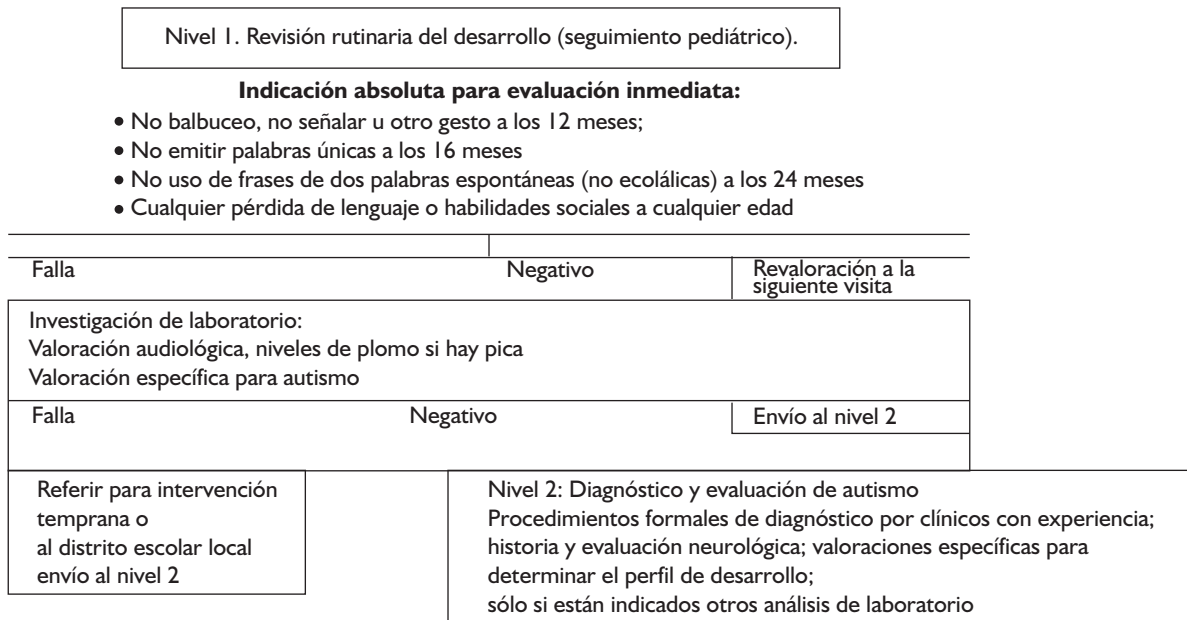 Nivel 1. Revisión rutinaria del desarrollo (seguimiento pediátrico).
Indicación absoluta para evaluación inmediata:
• No balbuceo, no señalar u otro gesto a los 12 meses;
• No emitir palabras únicas a los 16 meses
• No uso de frases de dos palabras espontáneas (no ecolálicas) a los 24 meses
• Cualquier pérdida de lenguaje o habilidades sociales a cualquier edad
Falla
Negativo
Revaloración a la
siguiente visita
Investigación de laboratorio:
Valoración audiológica, niveles de plomo si hay pica
Valoración específica para autismo
Falla
Negativo
Envío al nivel 2
Referir para intervención
temprana o
al distrito escolar local
envío al nivel 2
Nivel 2: Diagnóstico y evaluación de autismo
Procedimientos formales de diagnóstico por clínicos con experiencia;
historia y evaluación neurológica; valoraciones específicas para
determinar el perfil de desarrollo;
sólo si están indicados otros análisis de laboratorio